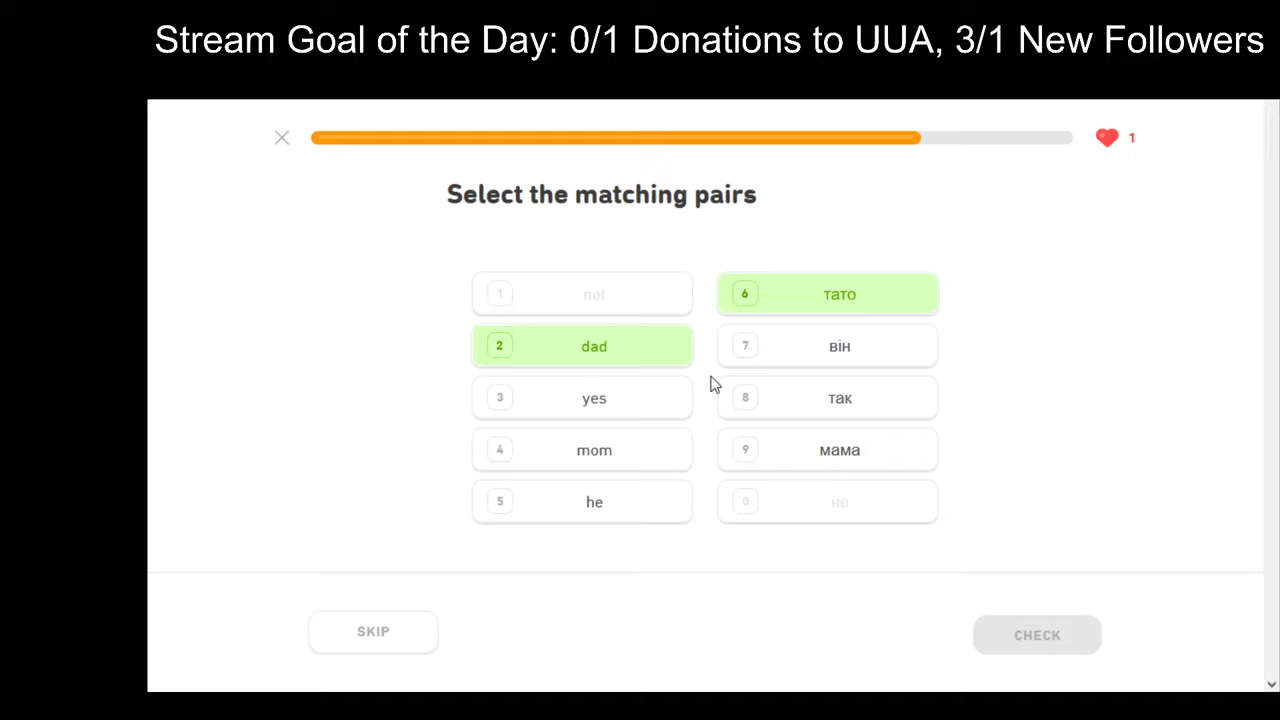 Stream Goal of the Day: 0/1 Donations to UUA, 3/1 New Followers
1
Select the matching pairs
1 not
6 тато
2 dad
7 він
3 yes
8 так
4 mom
9 мама
5 he
0 не
SKIP
CHECK